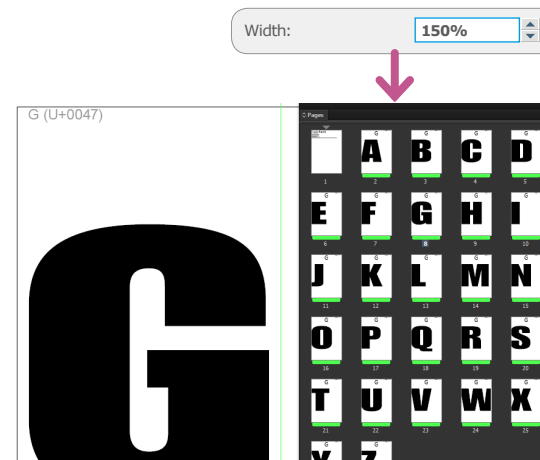 Width: 150%
G (U+0047)
G
Pages
G G G G
A B C D
1 2 3 4 5
G G G G G
E F G H I
6 7 8 9 10
G G G G G
J K L M N
11 12 13 14 15
G G G G G
O P Q R S
16 17 18 19 20
G G G G G
T U V W X
21 22 23 24 25
G G
Y Z